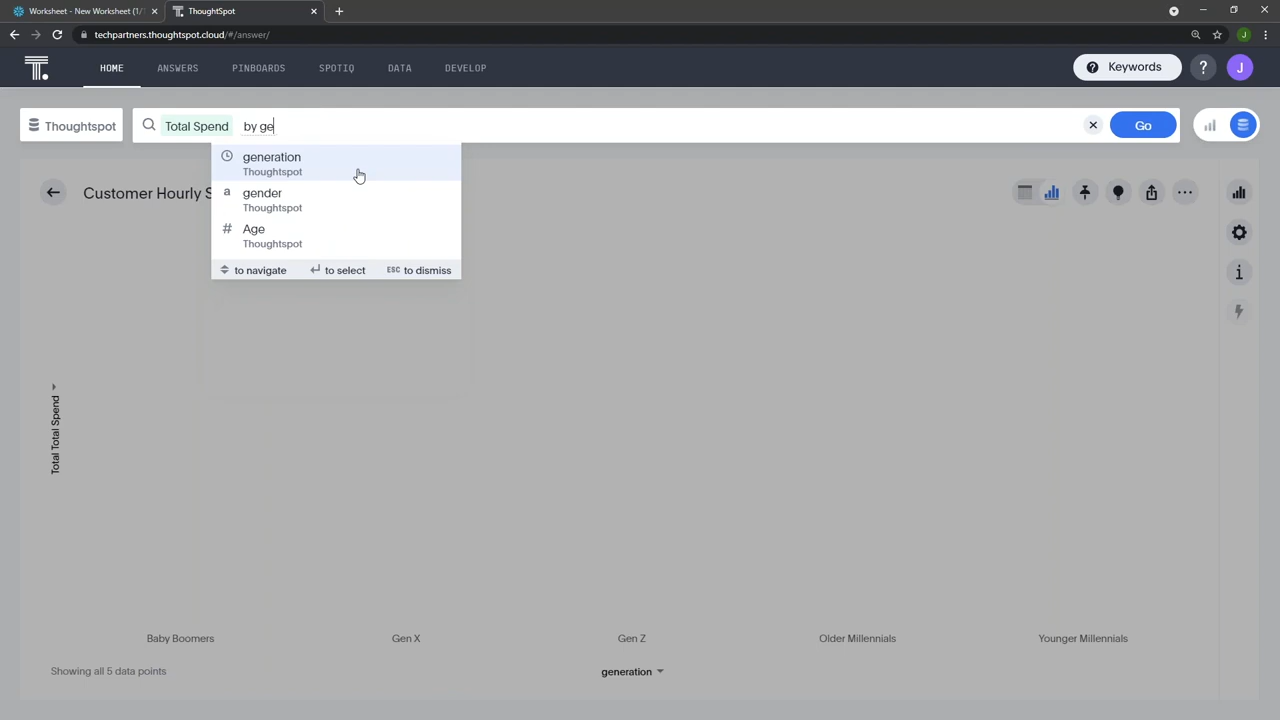 Worksheet - New Worksheet (1/1
ThoughtSpot
techpartners.thoughtspot.cloud/#/answer/
J
T.
HOME
ANSWERS
PINBOARDS
SPOTIQ
DATA
DEVELOP
Keywords
?
J
Thoughtspot
Total Spend
by ge
Go
generation
Thoughtspot
a gender
Thoughtspot
# Age
Thoughtspot
to navigate
to select
ESC to dismiss
Customer Hourly S
Total Total Spend
Baby Boomers
Gen X
Gen Z
Older Millennials
Younger Millennials
Showing all 5 data points
generation